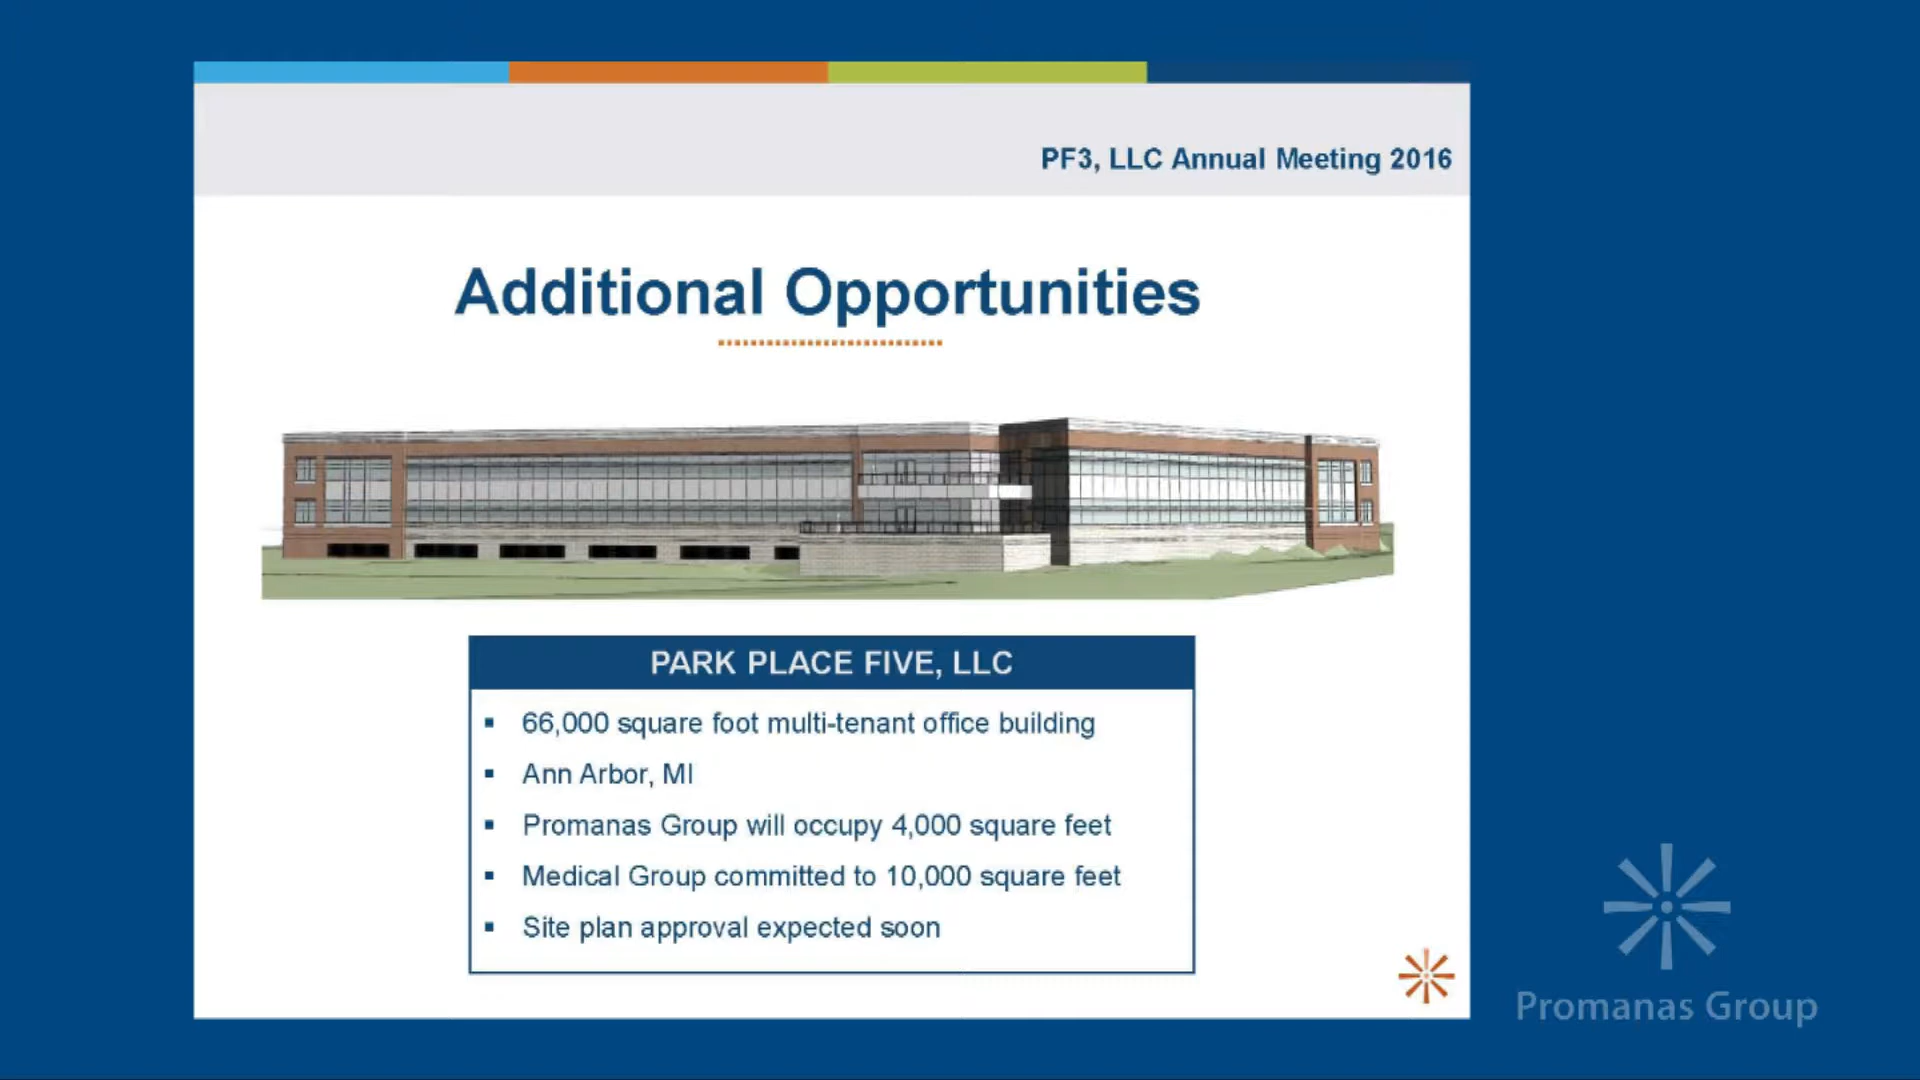 PF3, LLC Annual Meeting 2016
Additional Opportunities
PARK PLACE FIVE, LLC
▪ 66,000 square foot multi-tenant office building
▪ Ann Arbor, MI
▪ Promanas Group will occupy 4,000 square feet
▪ Medical Group committed to 10,000 square feet
▪ Site plan approval expected soon
Promanas Group